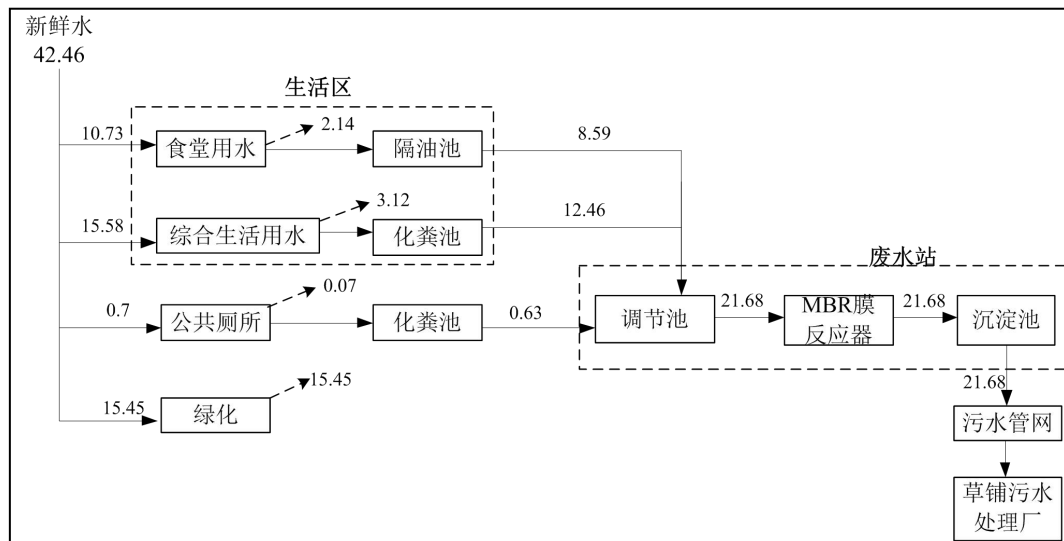 新鲜水
42.46
生活区
10.73
食堂用水
2.14
隔油池
8.59
15.58
综合生活用水
3.12
化粪池
12.46
废水站
0.7
公共厕所
0.07
化粪池
0.63
调节池
21.68
MBR膜
反应器
21.68
沉淀池
15.45
绿化
15.45
21.68
污水管网
草铺污水
处理厂